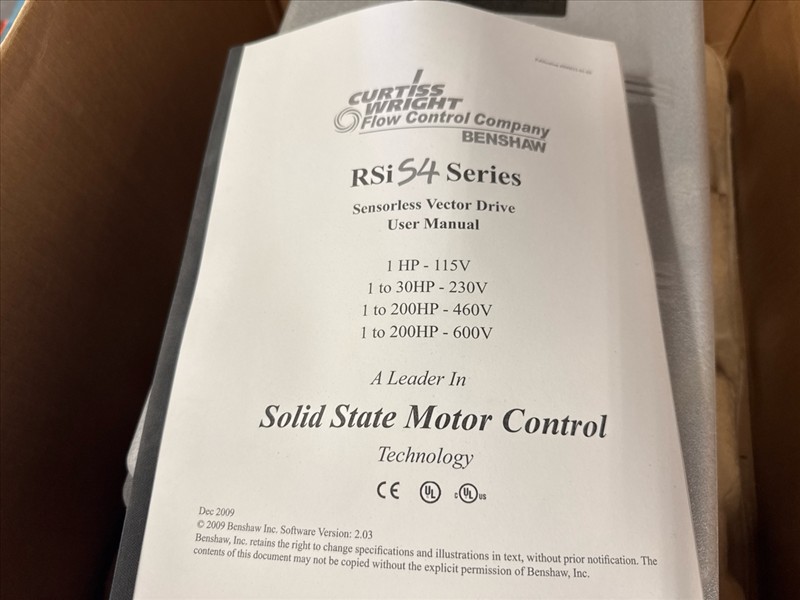 CURTISS
WRIGHT
Flow Control Company
BENSHAW
RSi S4 Series
Sensorless Vector Drive
User Manual
1 HP - 115V
1 to 30HP - 230V
1 to 200HP - 460V
1 to 200HP - 600V
A Leader In
Solid State Motor Control
Technology
CE UL c UL us
Dec 2009
© 2009 Benshaw Inc. Software Version: 2.03
Benshaw, Inc. retains the right to change specifications and illustrations in text, without prior notification. The
contents of this document may not be copied without the explicit permission of Benshaw, Inc.